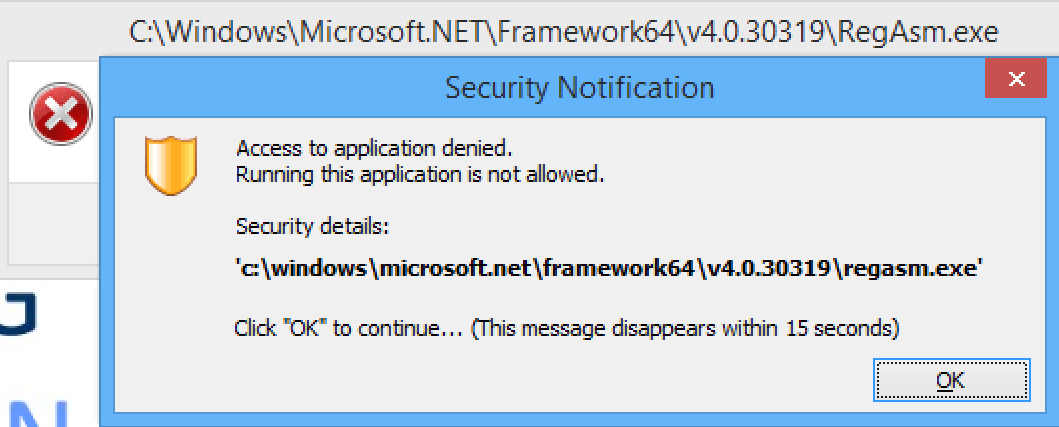 C:\Windows\Microsoft.NET\Framework64\v4.0.30319\RegAsm.exe
Security Notification
Access to application denied.
Running this application is not allowed.
Security details:
'c:\windows\microsoft.net\framework64\v4.0.30319\regasm.exe'
Click "OK" to continue... (This message disappears within 15 seconds)
OK